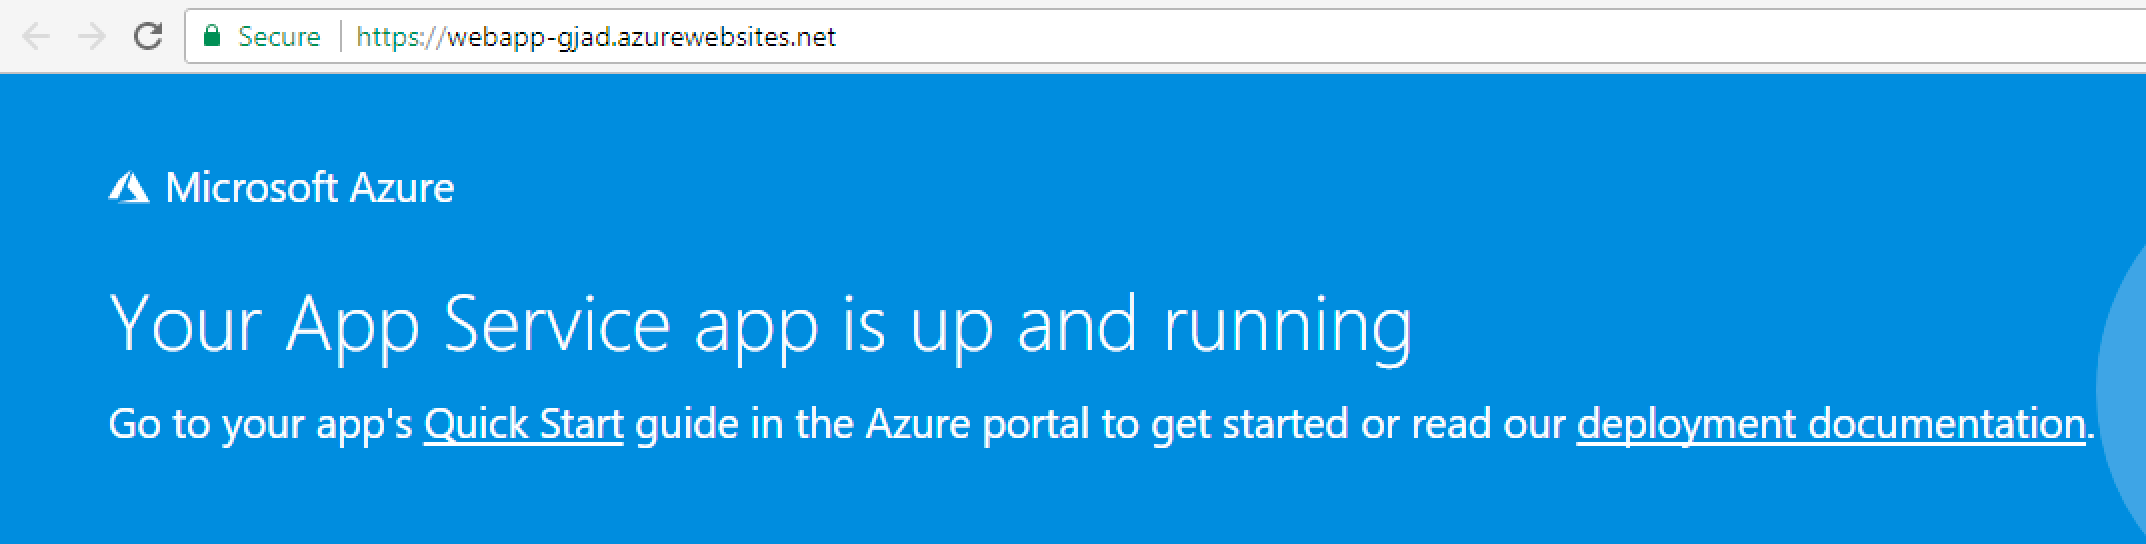 Secure | https://webapp-gjad.azurewebsites.net
Microsoft Azure
Your App Service app is up and running
Go to your app's Quick Start guide in the Azure portal to get started or read our deployment documentation.